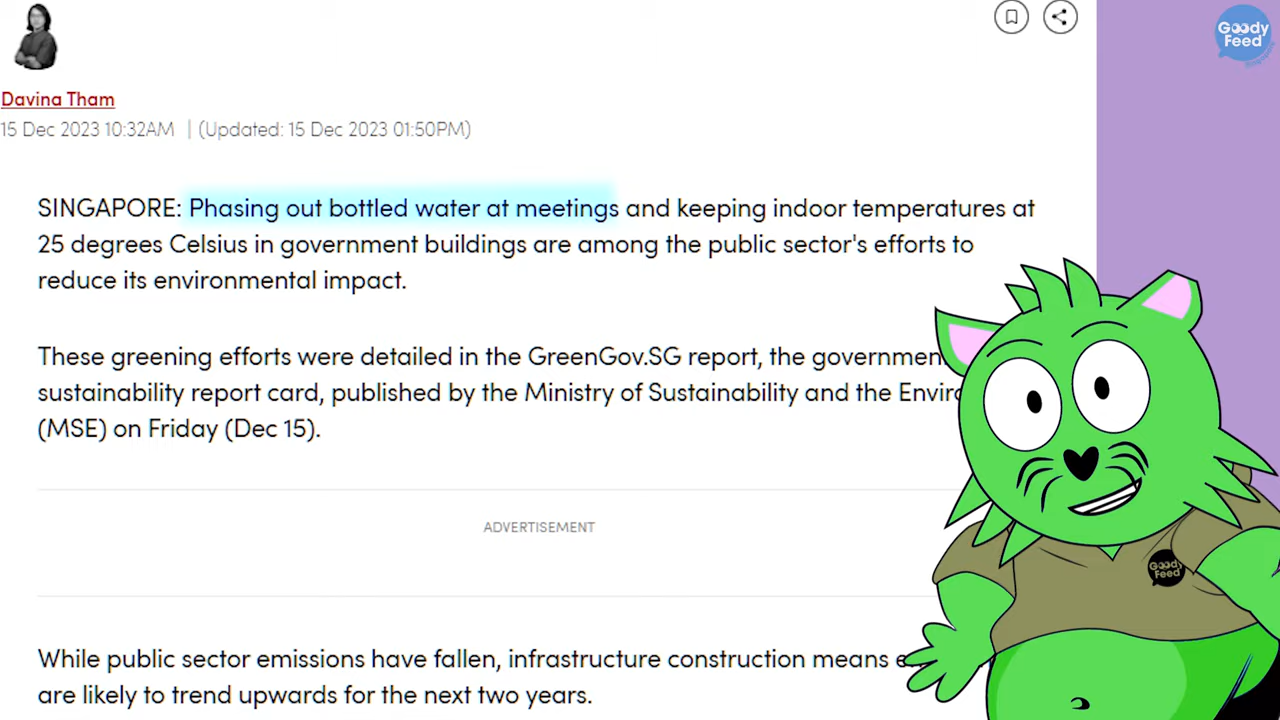 Goody
Feed
Davina Tham
15 Dec 2023 10:32AM | (Updated: 15 Dec 2023 01:50PM)
SINGAPORE: Phasing out bottled water at meetings and keeping indoor temperatures at
25 degrees Celsius in government buildings are among the public sector's efforts to
reduce its environmental impact.
These greening efforts were detailed in the GreenGov.SG report, the
sustainability report card, published by the Ministry of Sustainability and the
(MSE) on Friday (Dec 15).
ADVERTISEMENT
Goody
Feed
While public sector emissions have fallen, infrastructure construction means
are likely to trend upwards for the next two years.